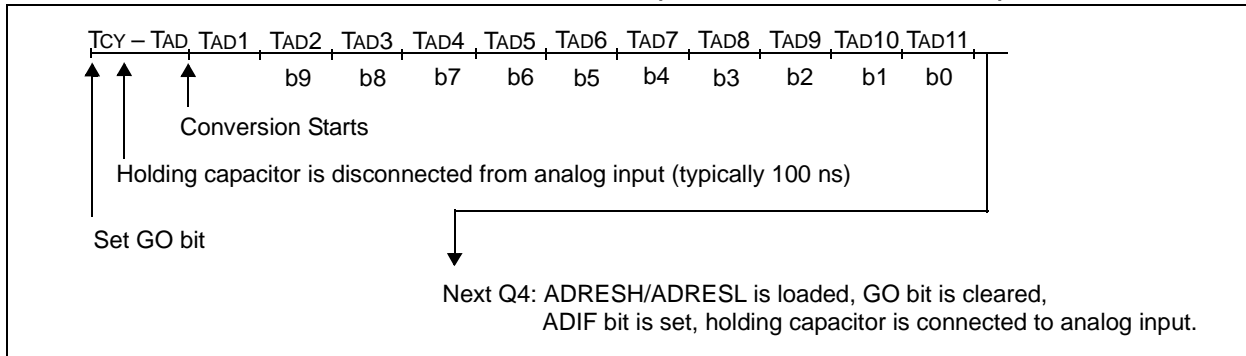 TCY – TAD TAD1 TAD2 TAD3 TAD4 TAD5 TAD6 TAD7 TAD8 TAD9 TAD10 TAD11
b9 b8 b7 b6 b5 b4 b3 b2 b1 b0
Conversion Starts
Holding capacitor is disconnected from analog input (typically 100 ns)
Set GO bit
Next Q4: ADRESH/ADRESL is loaded, GO bit is cleared,
ADIF bit is set, holding capacitor is connected to analog input.